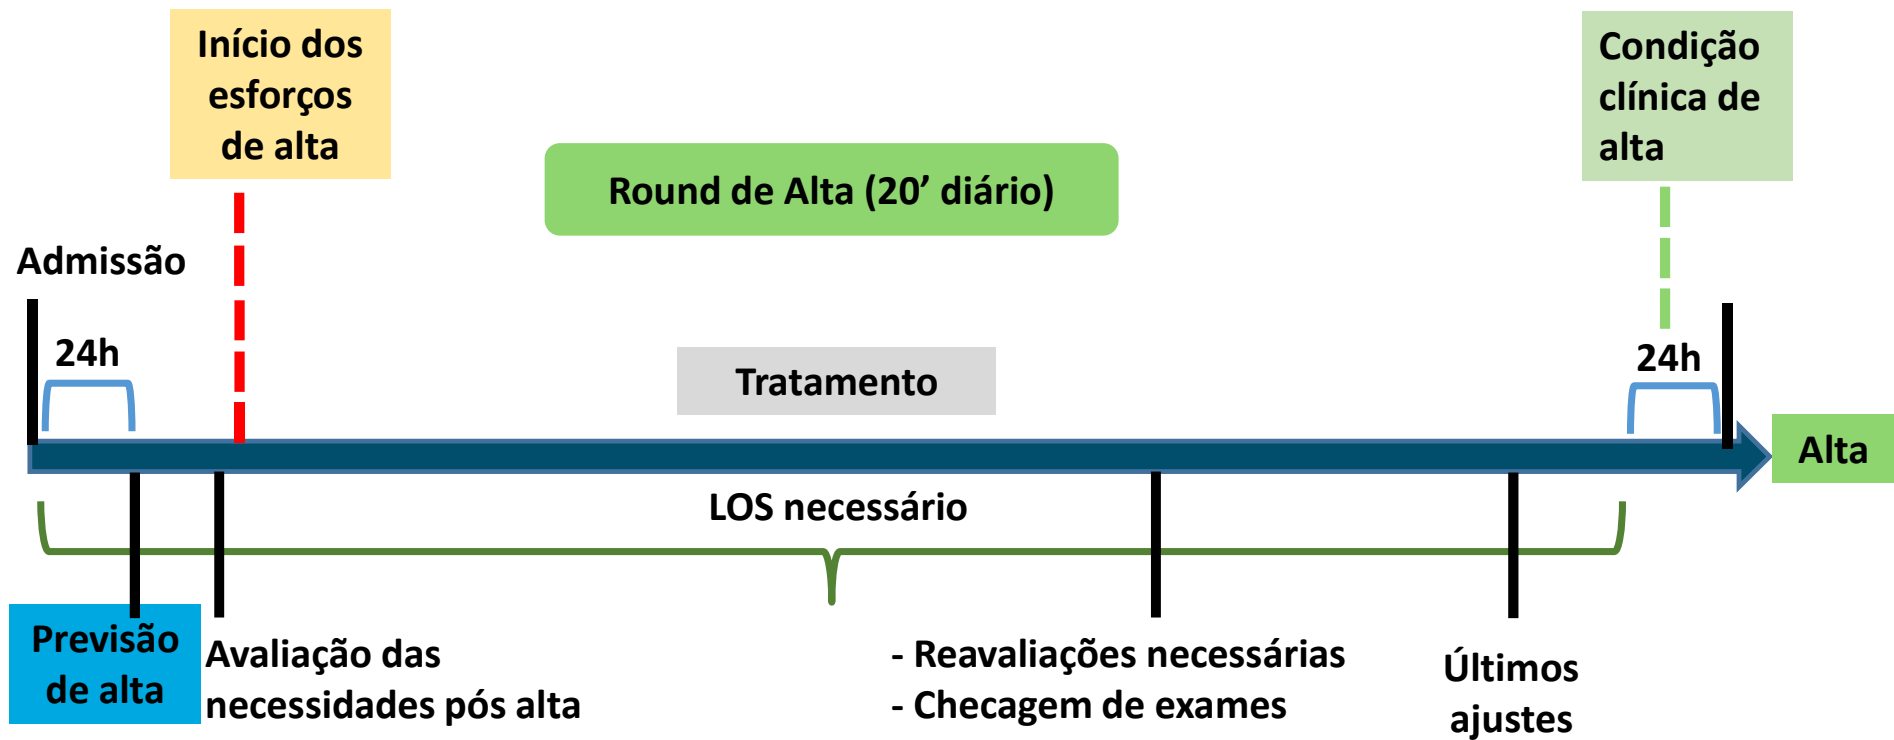 Início dos
esforços
de alta
Condição
clínica de
alta
Round de Alta (20’ diário)
Admissão
24h
24h
Tratamento
Alta
LOS necessário
Previsão
de alta
Avaliação das
necessidades pós alta
- Reavaliações necessárias
- Checagem de exames
Últimos
ajustes